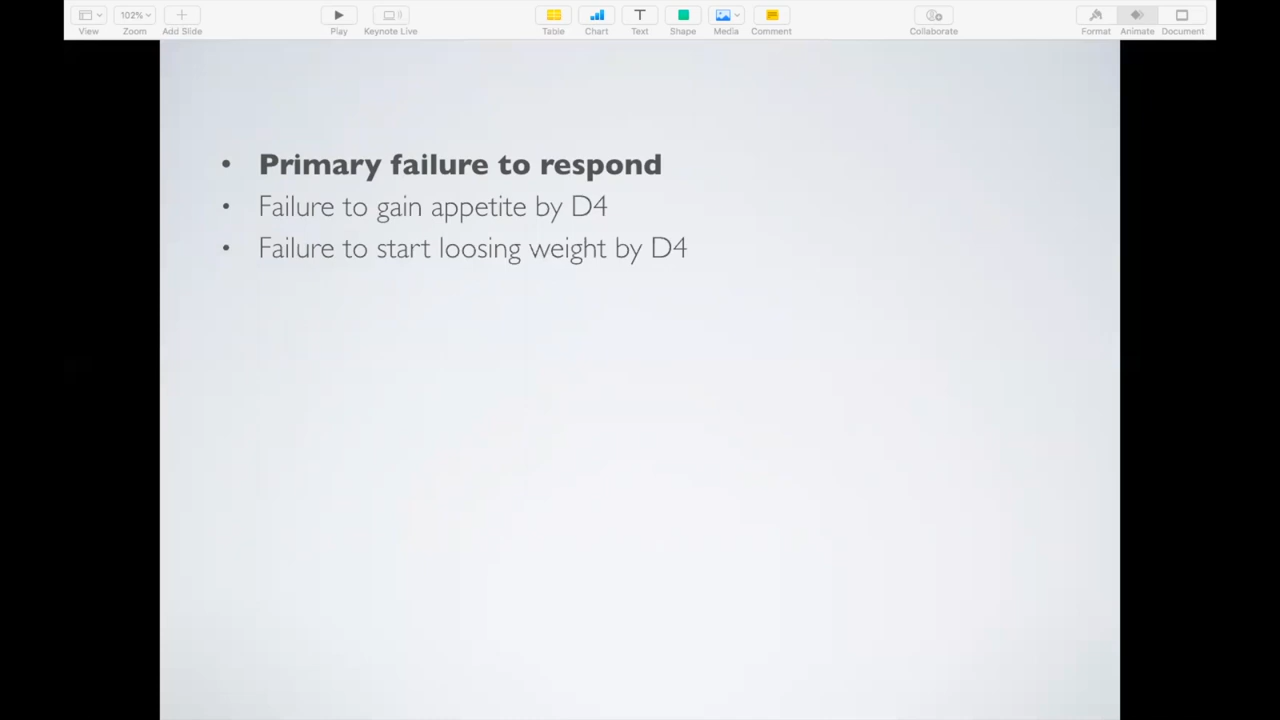 102%
View
Zoom
Add Slide
Play
Keynote Live
Table
Chart
Text
Shape
Media
Comment
Collaborate
Format
Animate
Document
• Primary failure to respond
• Failure to gain appetite by D4
• Failure to start loosing weight by D4